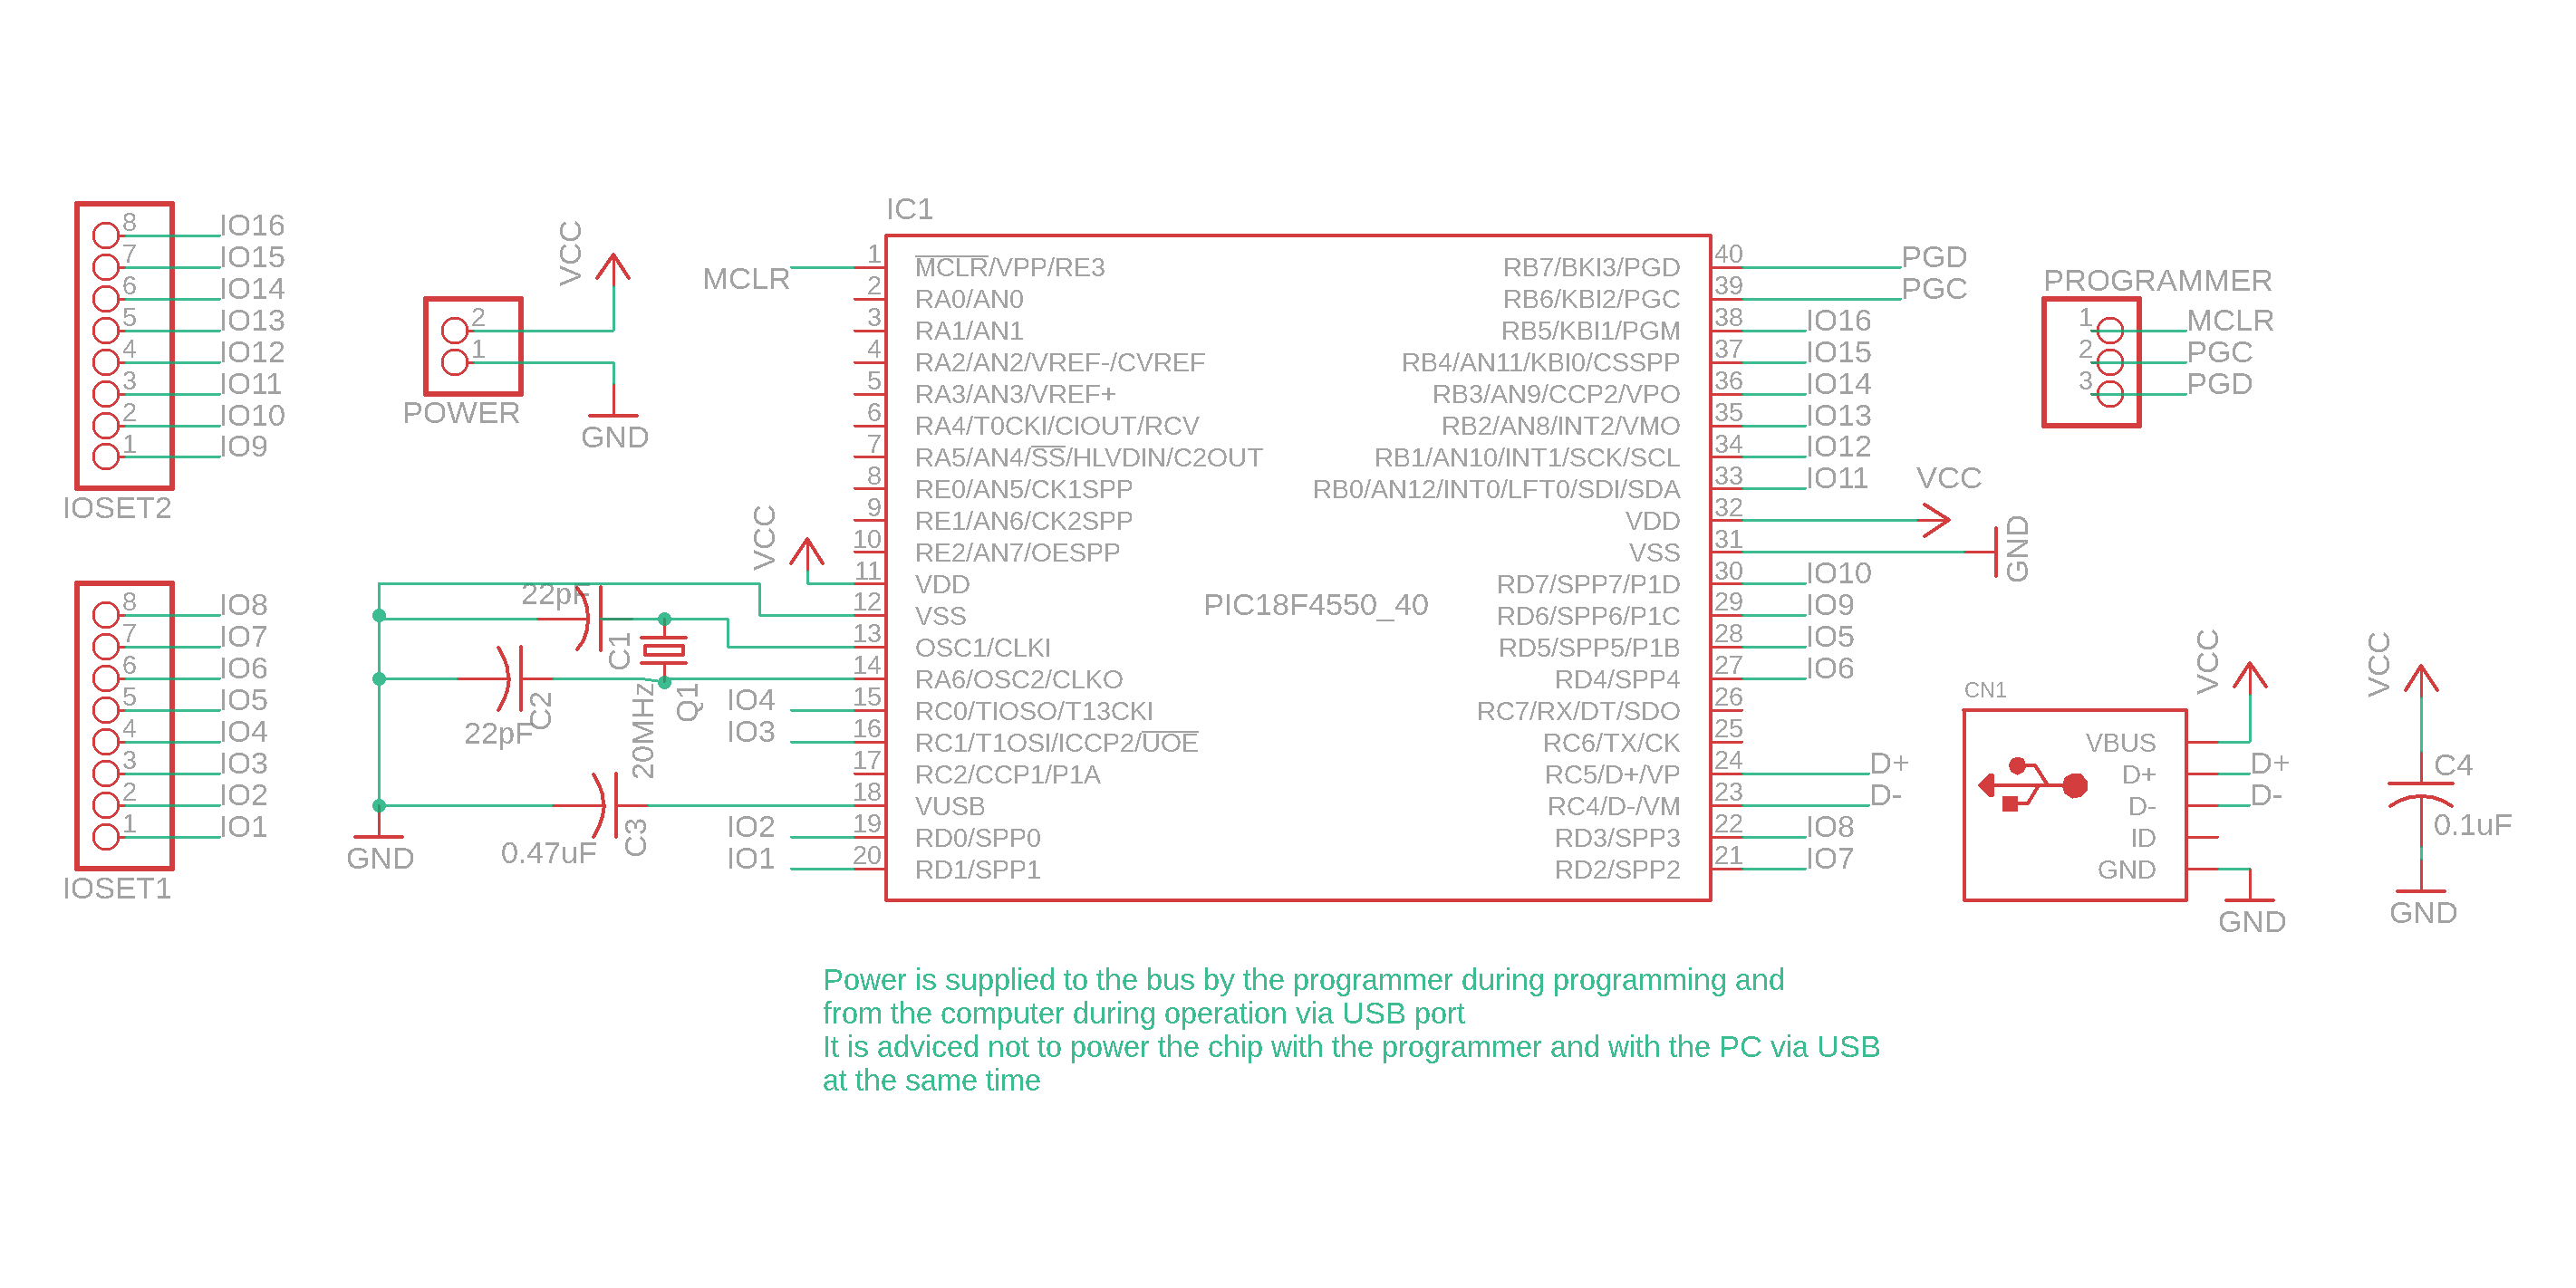 8 IO16
7 IO15
6 IO14
5 IO13
4 IO12
3 IO11
2 IO10
1 IO9
IOSET2
8 IO8
7 IO7
6 IO6
5 IO5
4 IO4
3 IO3
2 IO2
1 IO1
IOSET1
VCC
2
1
POWER
GND
VCC
22pF
C1
C2
22pF
20MHz
Q1
0.47uF
C3
GND
IC1
PIC18F4550_40
MCLR 1 MCLR/VPP/RE3
2 RA0/AN0
3 RA1/AN1
4 RA2/AN2/VREF-/CVREF
5 RA3/AN3/VREF+
6 RA4/T0CKI/CIOUT/RCV
7 RA5/AN4/SS/HLVDIN/C2OUT
8 RE0/AN5/CK1SPP
9 RE1/AN6/CK2SPP
10 RE2/AN7/OESPP
11 VDD
12 VSS
13 OSC1/CLKI
14 RA6/OSC2/CLKO
IO4 15 RC0/TIOSO/T13CKI
IO3 16 RC1/T1OSI/ICCP2/UOE
17 RC2/CCP1/P1A
18 VUSB
IO2 19 RD0/SPP0
IO1 20 RD1/SPP1
RB7/BKI3/PGD 40 PGD
RB6/KBI2/PGC 39 PGC
RB5/KBI1/PGM 38 IO16
RB4/AN11/KBI0/CSSPP 37 IO15
RB3/AN9/CCP2/VPO 36 IO14
RB2/AN8/INT2/VMO 35 IO13
RB1/AN10/INT1/SCK/SCL 34 IO12
RB0/AN12/INT0/LFT0/SDI/SDA 33 IO11
VDD 32 VCC
VSS 31 GND
RD7/SPP7/P1D 30 IO10
RD6/SPP6/P1C 29 IO9
RD5/SPP5/P1B 28 IO5
RD4/SPP4 27 IO6
RC7/RX/DT/SDO 26
RC6/TX/CK 25
RC5/D+/VP 24 D+
RC4/D-/VM 23 D-
RD3/SPP3 22 IO8
RD2/SPP2 21 IO7
PROGRAMMER
1 MCLR
2 PGC
3 PGD
CN1
VCC
VBUS
D+ D+
D- D-
ID
GND
GND
VCC
C4
0.1uF
GND
Power is supplied to the bus by the programmer during programming and
from the computer during operation via USB port
It is adviced not to power the chip with the programmer and with the PC via USB
at the same time